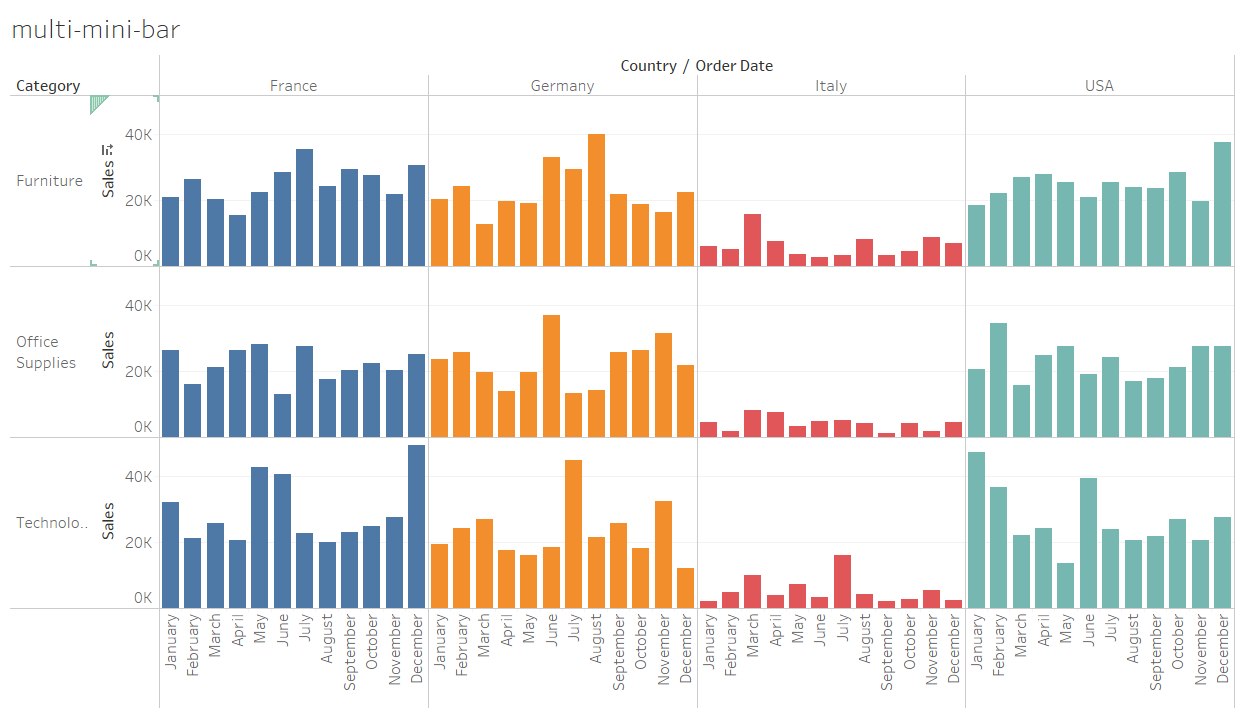 multi-mini-bar
Country / Order Date
Category France Germany Italy USA
Furniture
Sales
40K
20K
0K
Office
Supplies
Sales
40K
20K
0K
Technolo..
Sales
40K
20K
0K
January February March April May June July August September October November December
January February March April May June July August September October November December
January February March April May June July August September October November December
January February March April May June July August September October November December